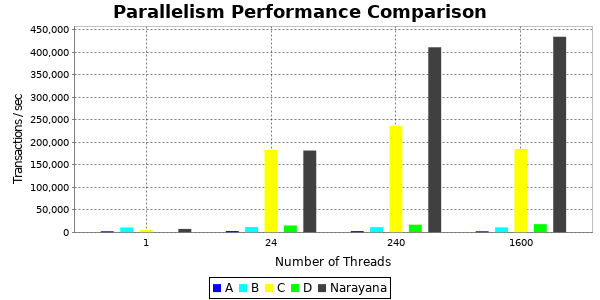 Parallelism Performance Comparison
450,000
400,000
350,000
300,000
250,000
200,000
150,000
100,000
50,000
0
Transactions / sec
1 24 240 1600
Number of Threads
A B C D Narayana